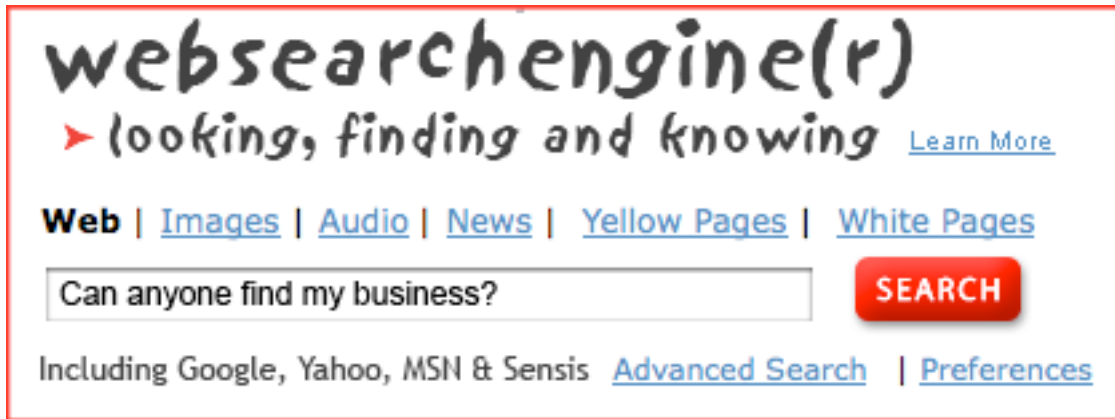 websearchengine(r)
➤ looking, finding and knowing Learn More
Web | Images | Audio | News | Yellow Pages | White Pages
Can anyone find my business? SEARCH
Including Google, Yahoo, MSN & Sensis Advanced Search | Preferences